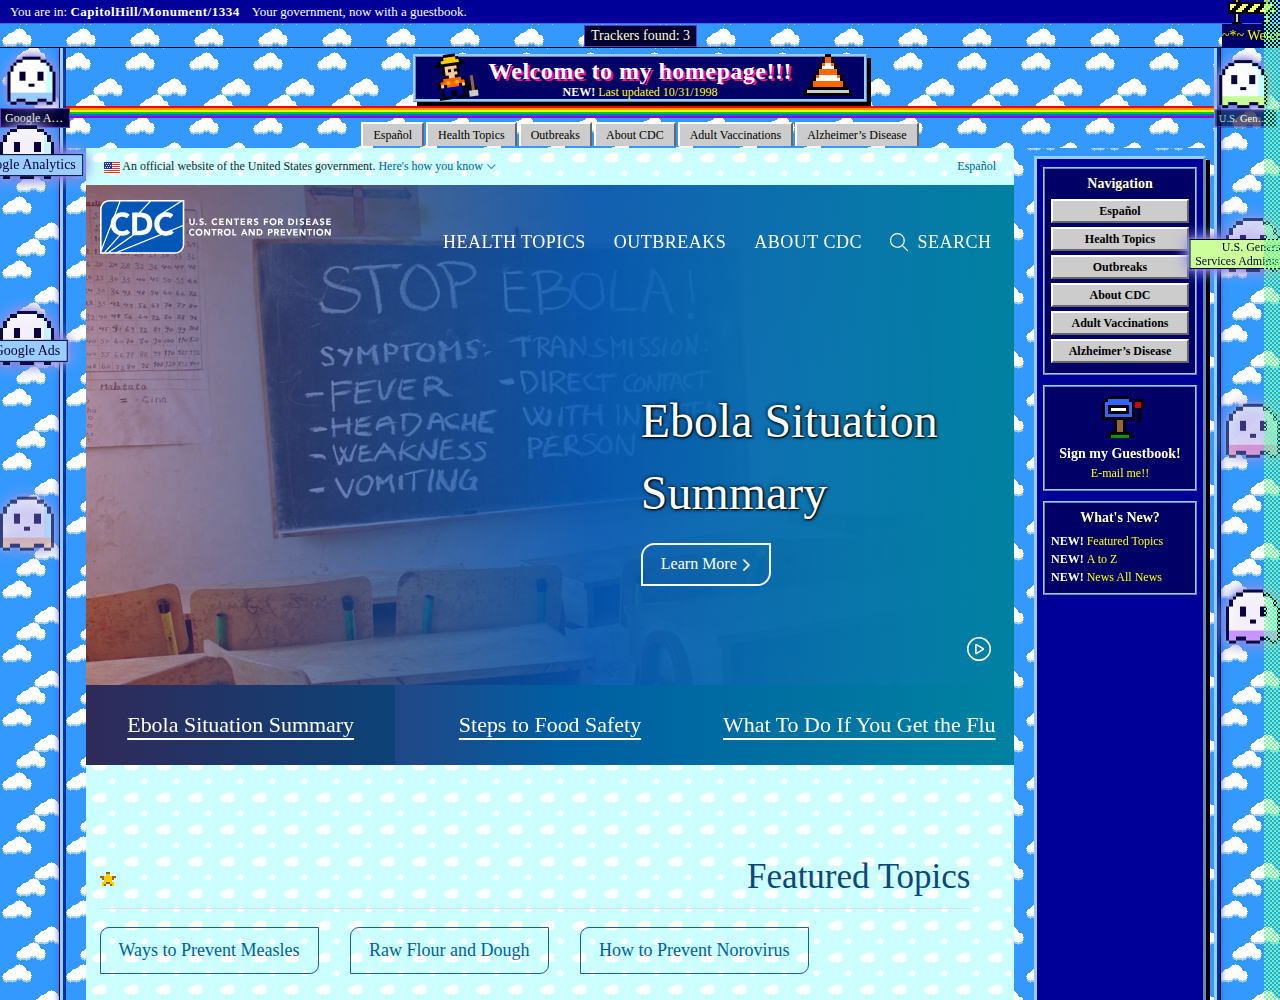 You are in: CapitolHill/Monument/1334 Your government, now with a guestbook.
Trackers found: 3
~*~ We
Welcome to my homepage!!!
NEW! Last updated 10/31/1998
Google A…
U.S. Gen…
gle Analytics
Español
Health Topics
Outbreaks
About CDC
Adult Vaccinations
Alzheimer's Disease
An official website of the United States government. Here's how you know
Español
CDC
U.S. CENTERS FOR DISEASE
CONTROL AND PREVENTION
HEALTH TOPICS
OUTBREAKS
ABOUT CDC
SEARCH
STOP EBOLA!
SYMPTOMS:
- FEVER
- HEADACHE
- WEAKNESS
- VOMITING
TRANSMISSION
- DIRECT CONTACT
WITH
PERSON
Ebola Situation
Summary
Learn More
Ebola Situation Summary
Steps to Food Safety
What To Do If You Get the Flu
Google Ads
Featured Topics
Ways to Prevent Measles
Raw Flour and Dough
How to Prevent Norovirus
Navigation
Español
Health Topics
Outbreaks
About CDC
Adult Vaccinations
Alzheimer's Disease
U.S. Gener
Services Adminis
Sign my Guestbook!
E-mail me!!
What's New?
NEW! Featured Topics
NEW! A to Z
NEW! News All News